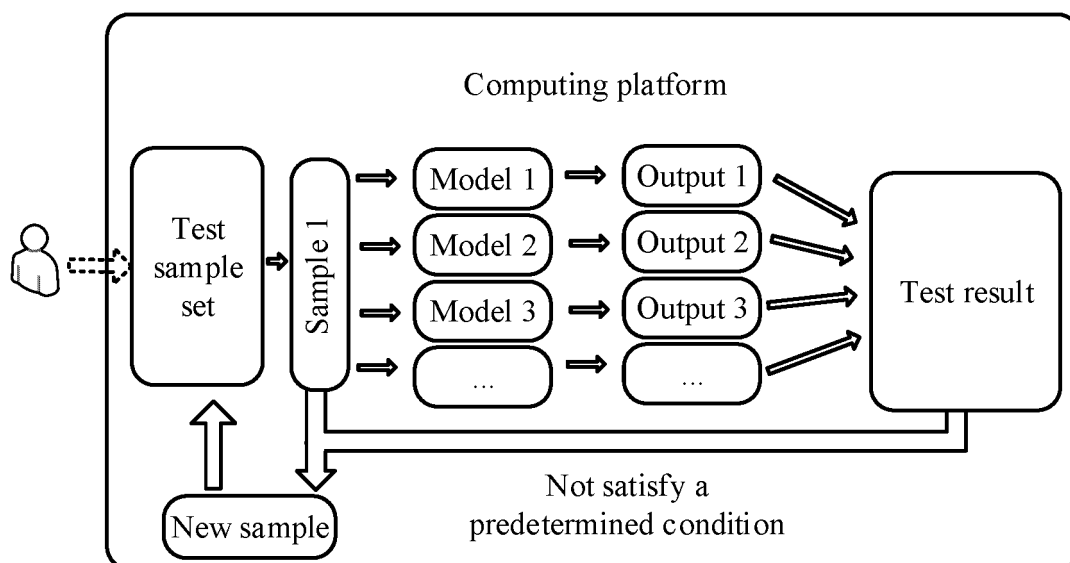 Computing platform
Test
sample
set
Sample 1
Model 1
Output 1
Model 2
Output 2
Model 3
Output 3
...
...
Test result
Not satisfy a
predetermined condition
New sample